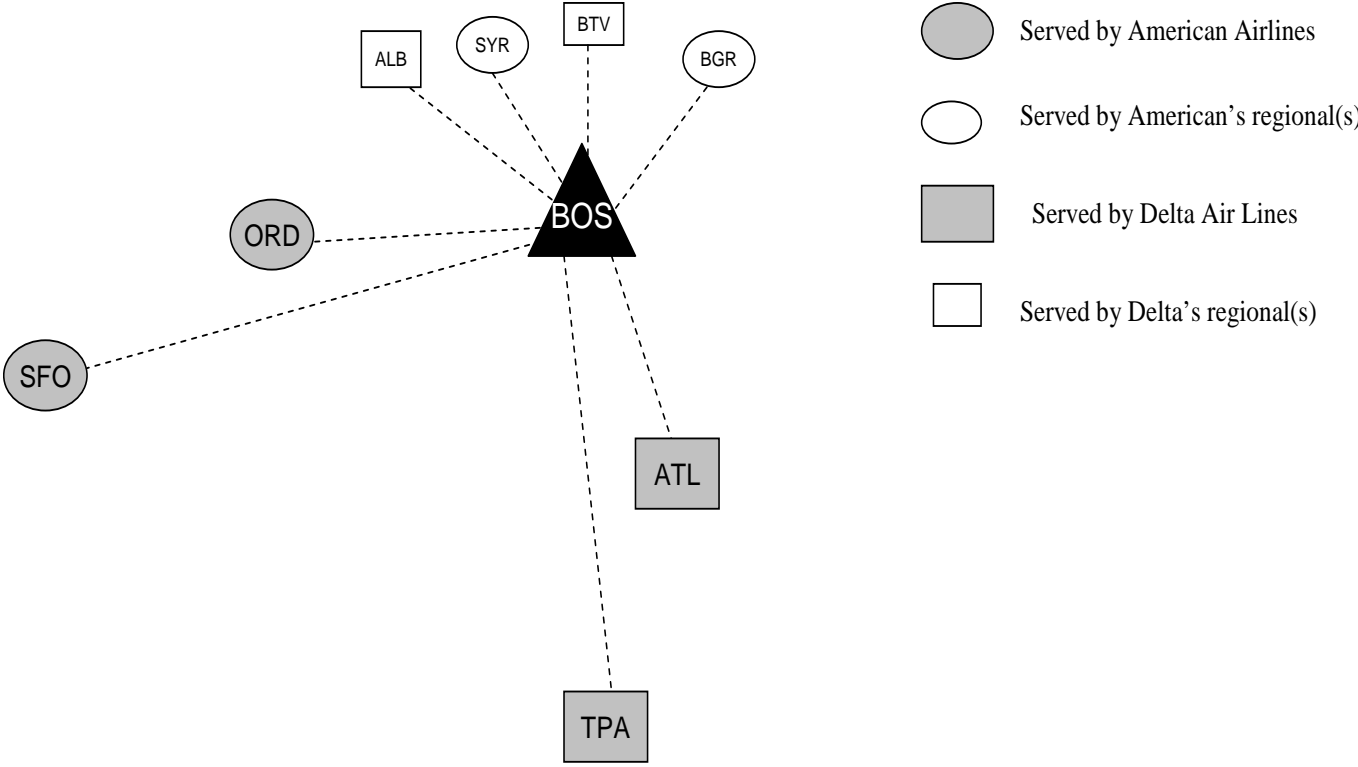 BTV
SYR
ALB
BGR
BOS
ORD
SFO
ATL
TPA
Served by American Airlines
Served by American’s regional(s)
Served by Delta Air Lines
Served by Delta’s regional(s)